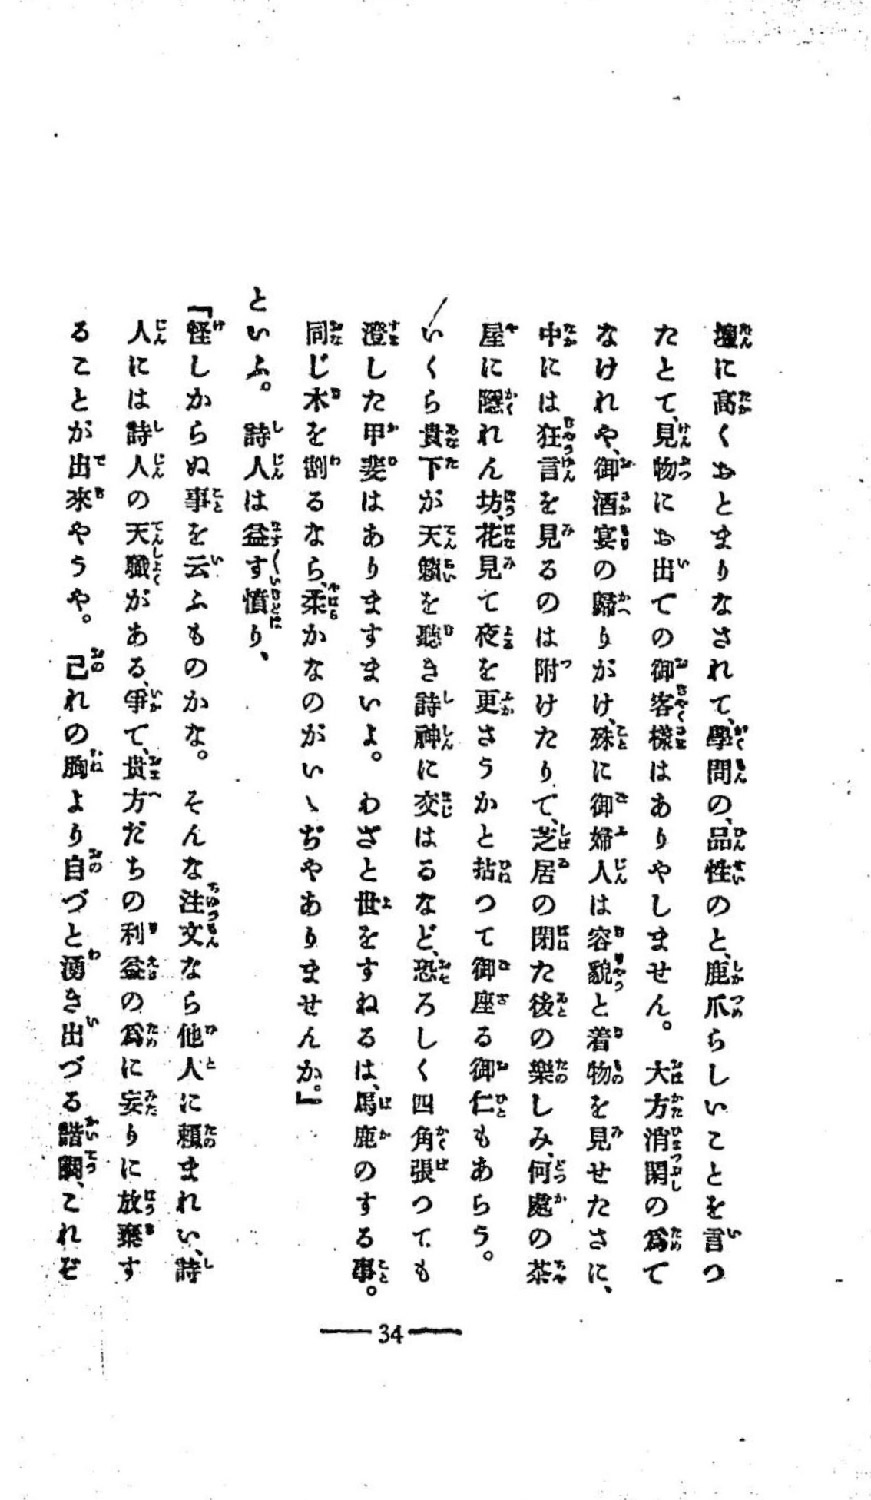 壇に高くおとまりなされて、學問の、品性のと、鹿爪らしいことを言つ
たとて、見物にお出ての御客樣はありやしません。大方消閑の爲て
なけれや、御酒宴の歸りがけ、殊に御婦人は容貌と着物を見せたさに、
中には狂言を見るのは附けたりて、芝居の閉た後の樂しみ、何處の茶
屋に隱れん坊、花見て夜を更さうかと拈つて御座る御仁もあらう。
いくら貴下が天籟を聽き詩神に交はるなど、恐ろしく四角張つても
澄した甲斐はありますまいよ。わざと世をすねるは、馬鹿のする事。
同じ木を割るなら、柔かなのがいゝぢやありませんか。』
といふ。詩人は益す憤り、
『怪しからぬ事を云ふものかな。そんな注文なら他人に頼まれい、詩
人には詩人の天職がある、爭て、貴方だちの利益の爲に妄りに放棄す
ることが出來やうや。己れの胸より自づと湧き出づる諧調、これぞ
34